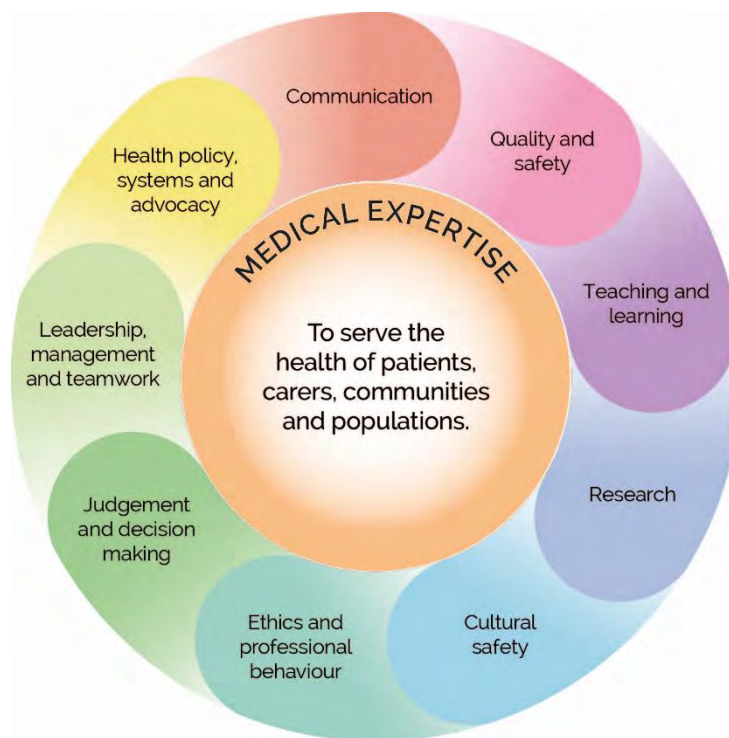 Communication
Quality and
safety
Teaching and
learning
Research
Cultural
safety
Ethics and
professional
behaviour
Judgement
and decision
making
Leadership,
management
and teamwork
Health policy,
systems and
advocacy
MEDICAL EXPERTISE
To serve the
health of patients,
carers, communities
and populations.